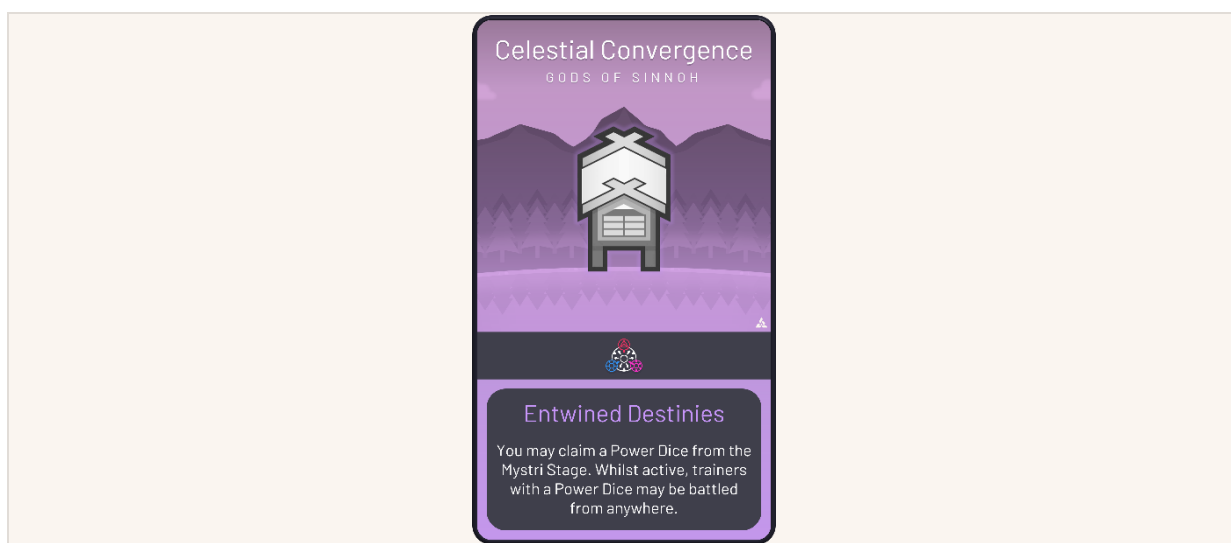 Celestial Convergence
GODS OF SINNOH
Entwined Destinies
You may claim a Power Dice from the
Mystri Stage. Whilst active, trainers
with a Power Dice may be battled
from anywhere.